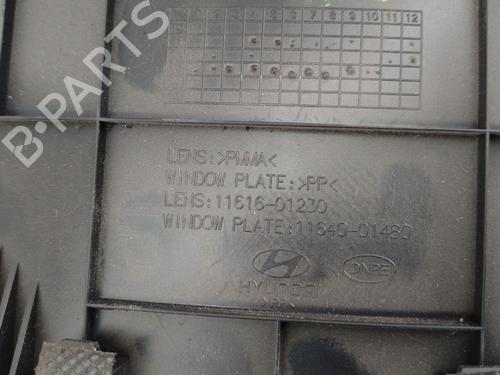 1 2 3 4 5 6 7 8 9 10 11 12
LENS:>PMMA<
WINDOW PLATE:>PP<
LENS:11616-01230
WINDOW PLATE:11640-01480
HYUNDAI
DNPE
B-PARTS